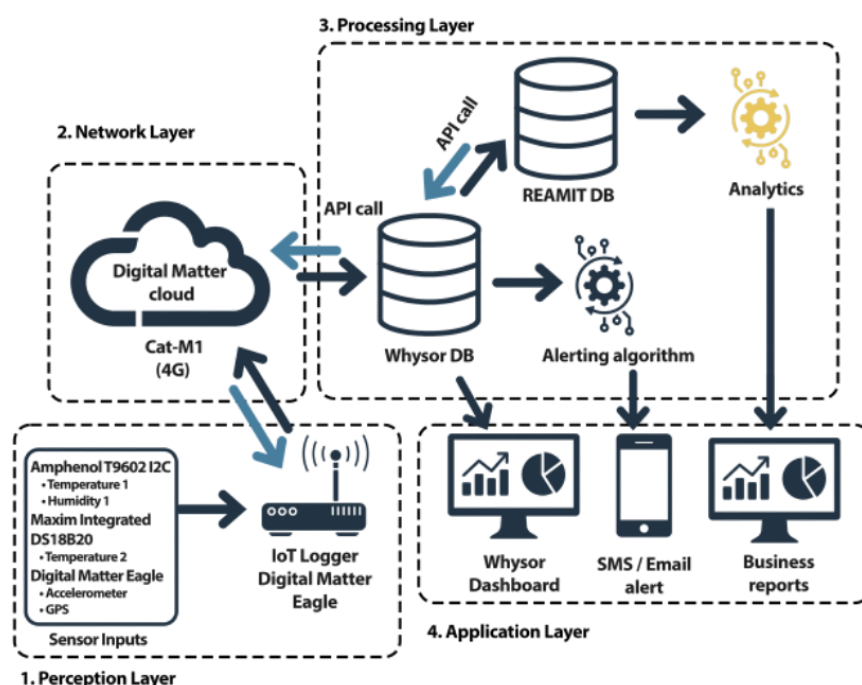 3. Processing Layer
API call
REAMIT DB
Analytics
2. Network Layer
API call
Digital Matter
cloud
Cat-M1
(4G)
Whysor DB
Alerting algorithm
Amphenol T9602 I2C
• Temperature 1
• Humidity 1
Maxim Integrated
DS18B20
• Temperature 2
Digital Matter Eagle
• Accelerometer
• GPS
Sensor Inputs
IoT Logger
Digital Matter
Eagle
1. Perception Layer
Whysor
Dashboard
SMS / Email
alert
Business
reports
4. Application Layer